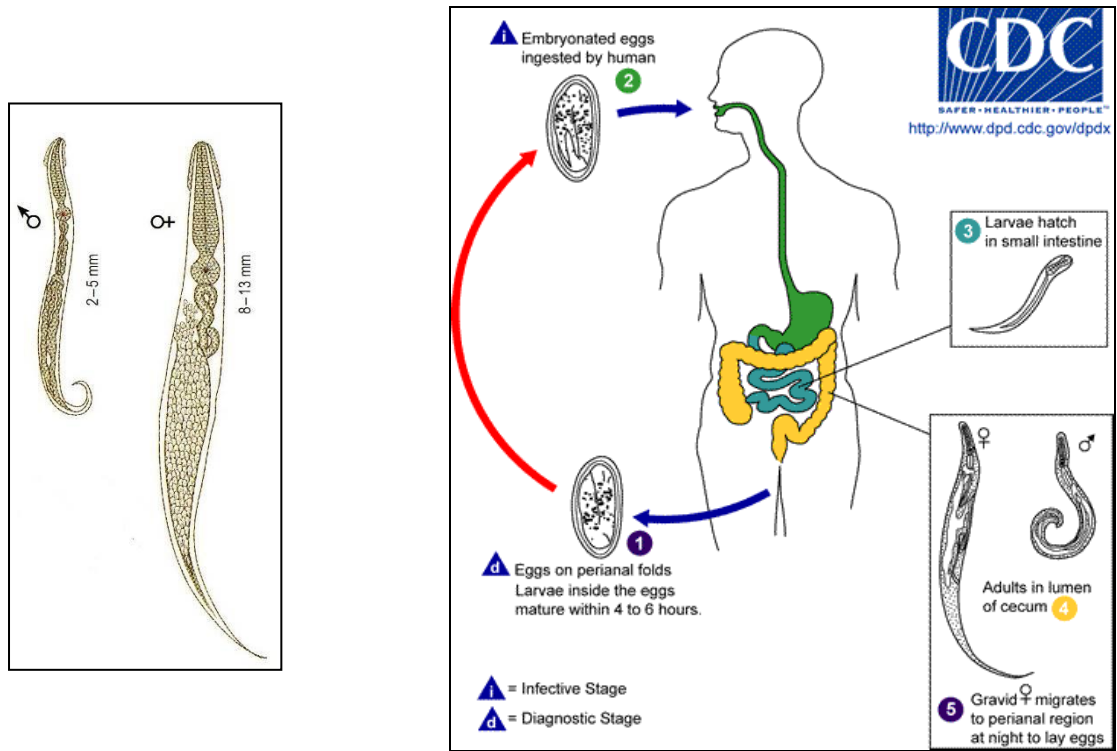 ♂
2–5 mm
♀
8–13 mm
i Embryonated eggs
ingested by human
2
CDC
SAFER•HEALTHIER•PEOPLE™
http://www.dpd.cdc.gov/dpdx
3 Larvae hatch
in small intestine
1
d Eggs on perianal folds
Larvae inside the eggs
mature within 4 to 6 hours.
♀ ♂
Adults in lumen
of cecum 4
5 Gravid ♀ migrates
to perianal region
at night to lay eggs
i = Infective Stage
d = Diagnostic Stage